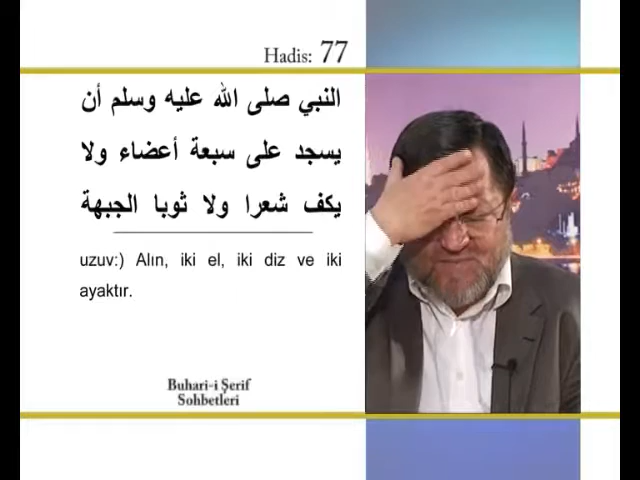 Hadis: 77
النبي صلى الله عليه وسلم أن
يسجد على سبعة أعضاء ولا
يكف شعرا ولا ثوبا الجبهة
uzuv:) Alın, iki el, iki diz ve iki
ayaktır.
Buhari-i Şerif
Sohbetleri